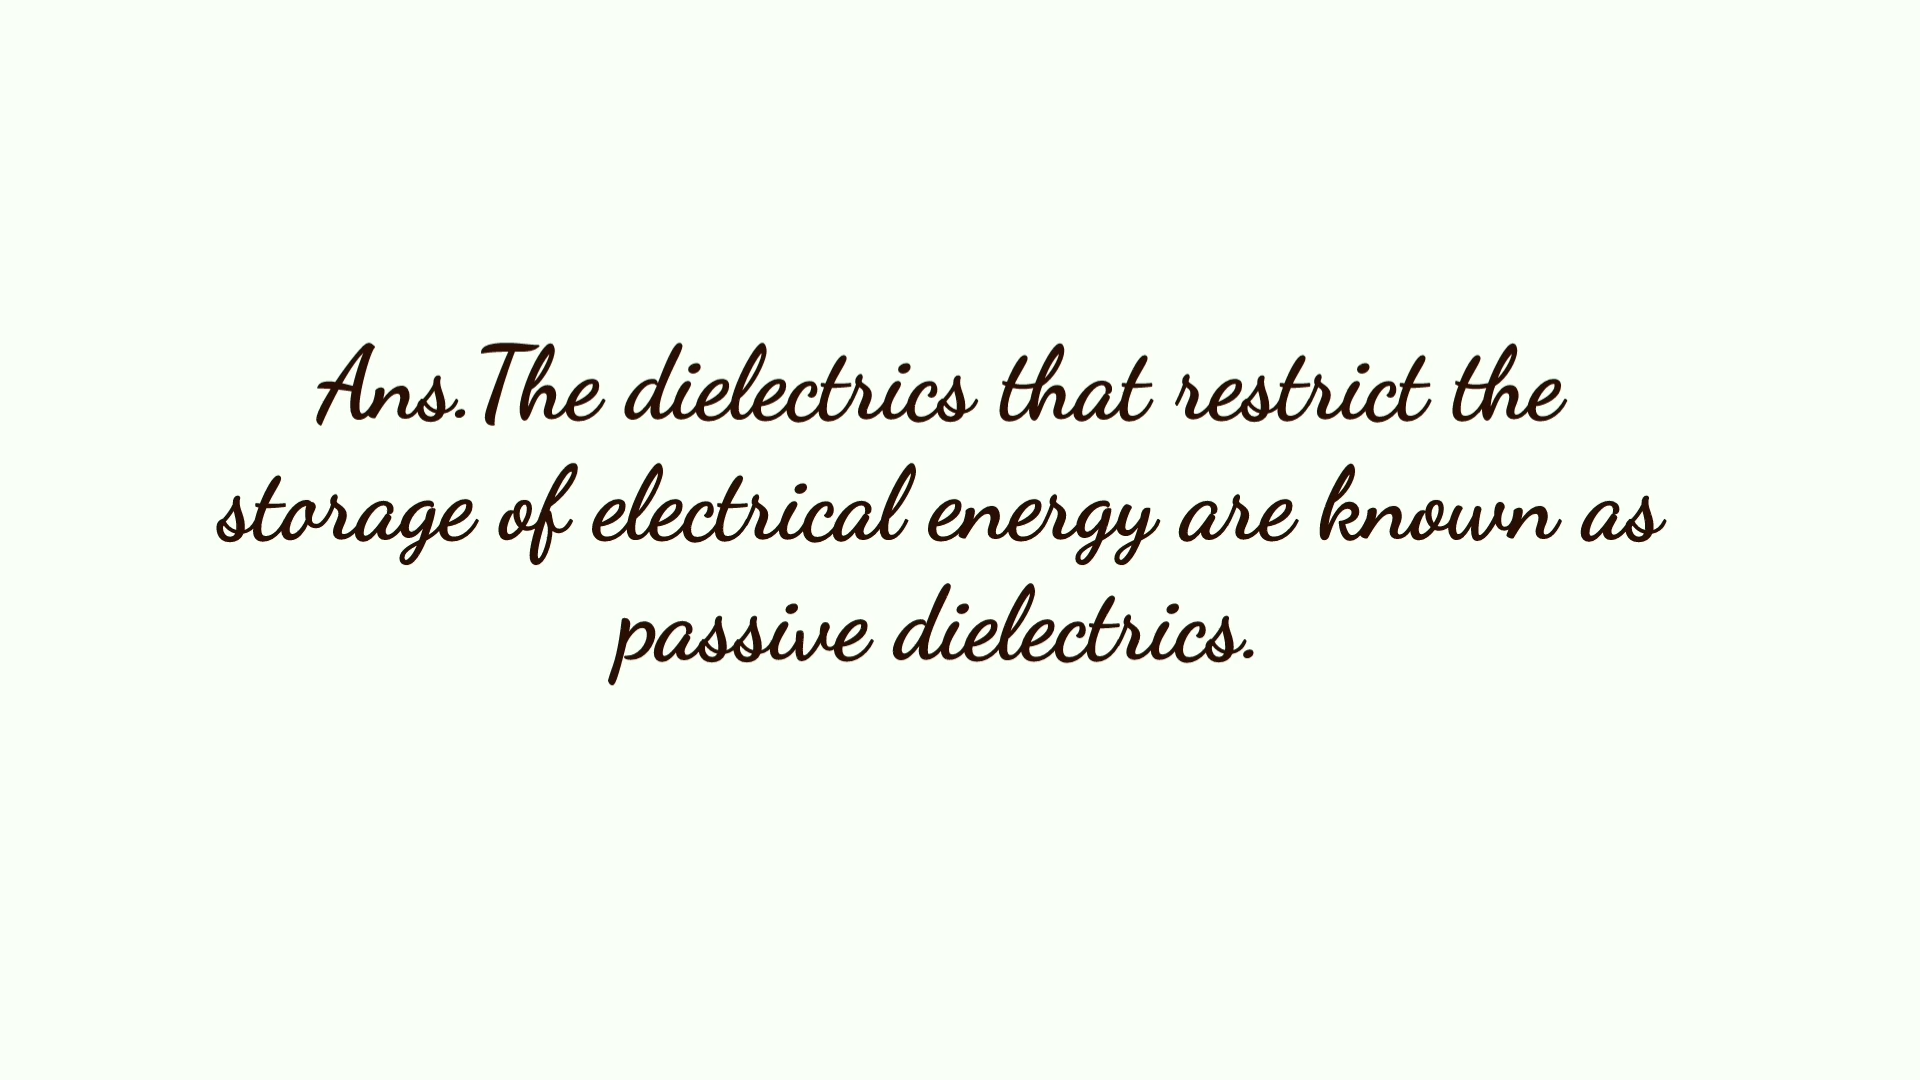 Ans.The dielectrics that restrict the
storage of electrical energy are known as
passive dielectrics.